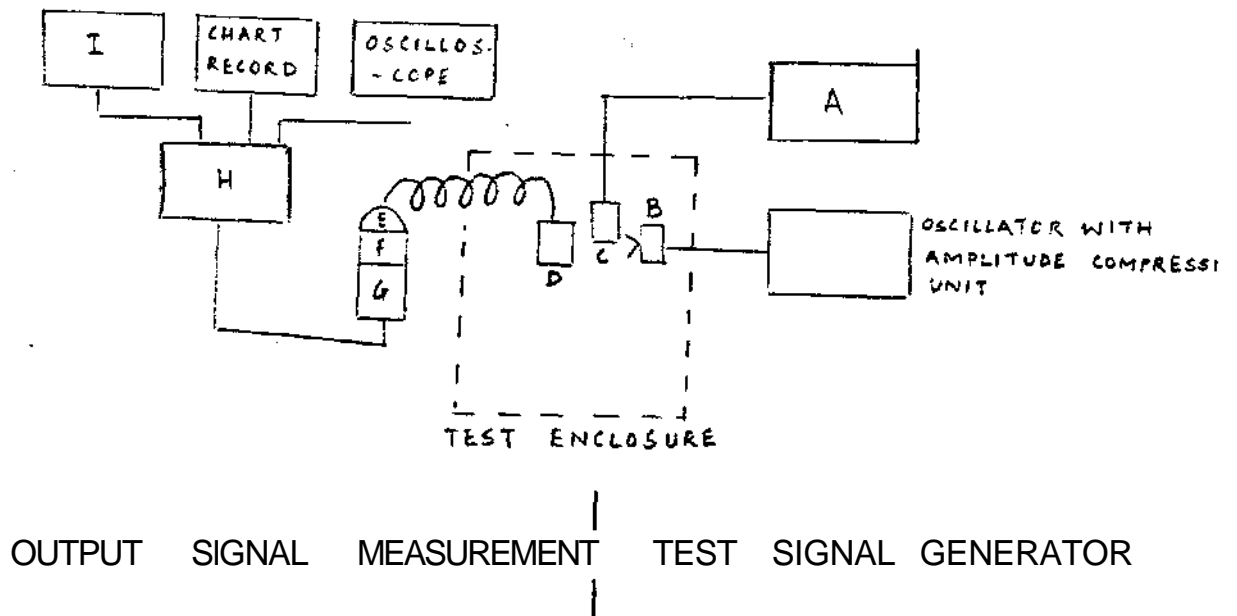 I
CHART
RECORD
OSCILLOS-
- COPE
A
H
B
E
F
G
C
D
OSCILLATOR WITH
AMPLITUDE COMPRESSI
UNIT
TEST ENCLOSURE
OUTPUT SIGNAL MEASUREMENT TEST SIGNAL GENERATOR